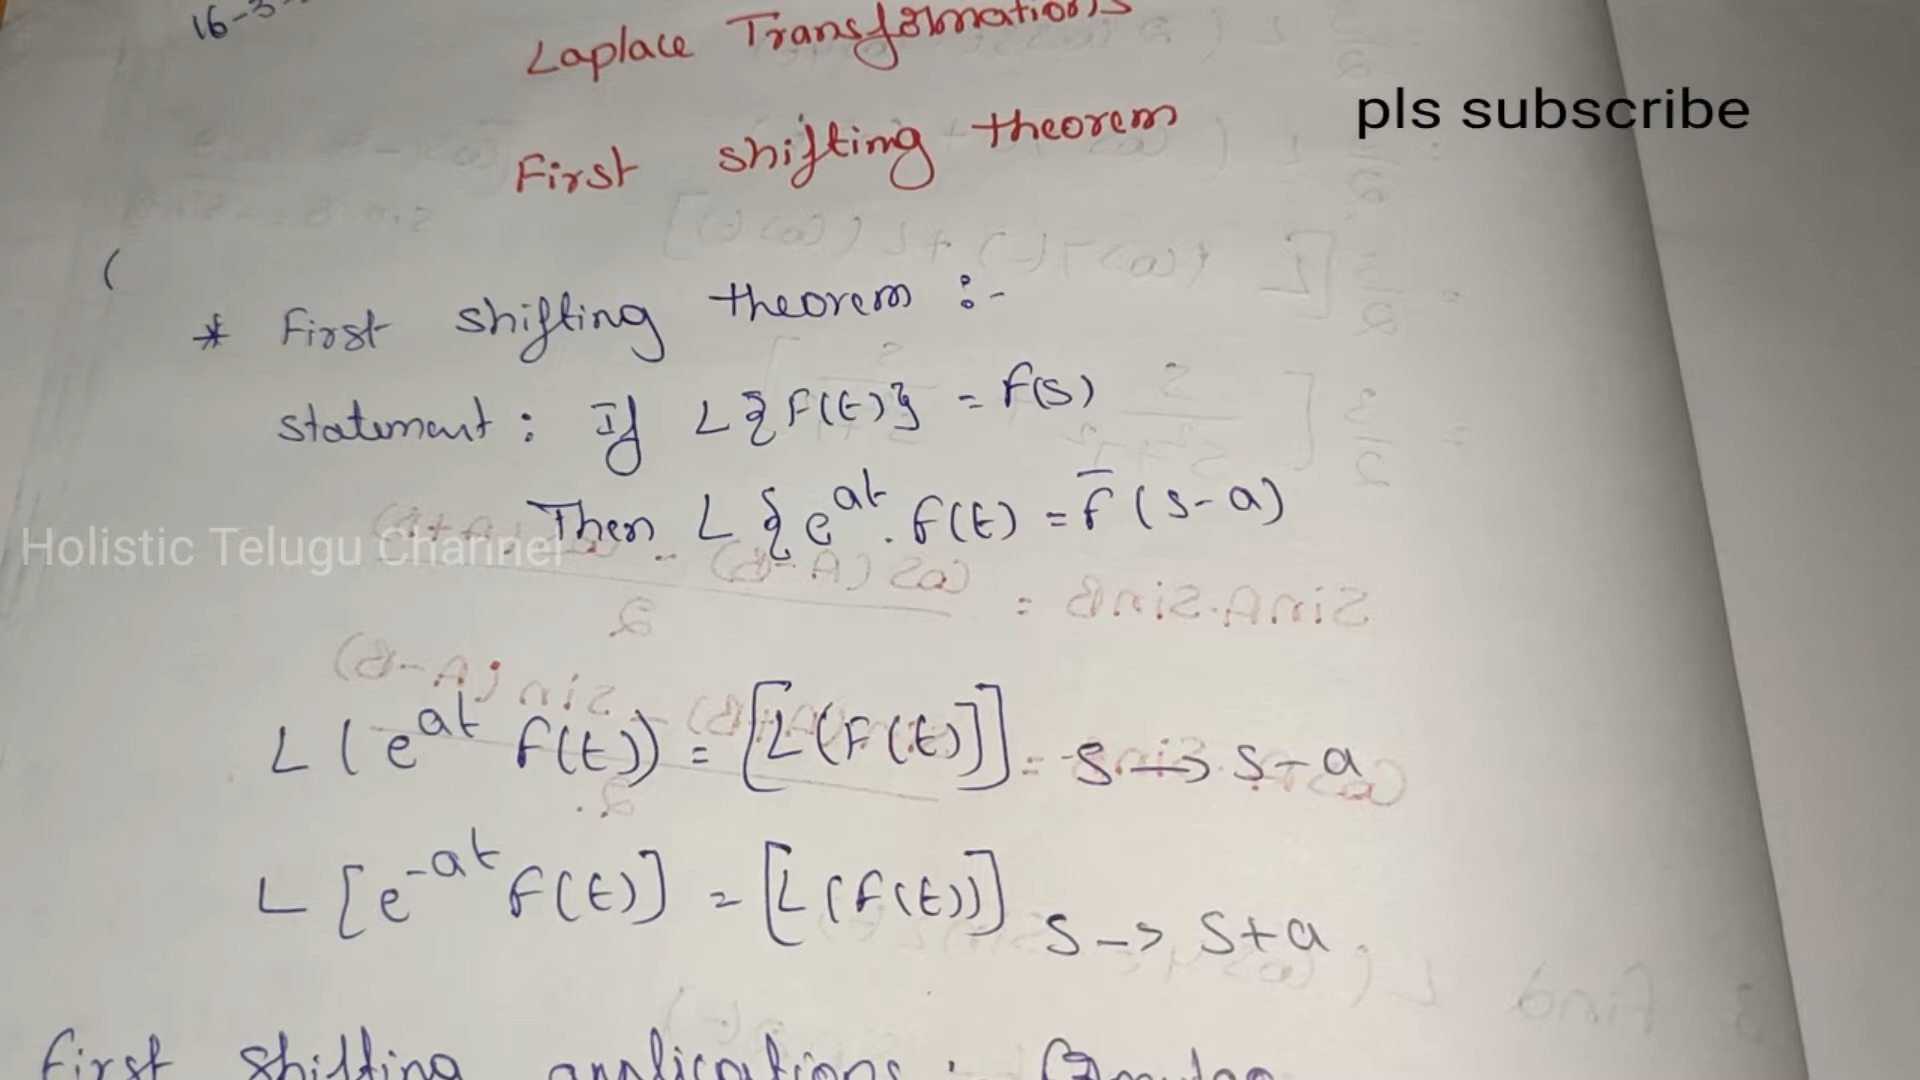 16-3-
Laplace Transformations
pls subscribe
First shifting theorem
(
* First shifting theorem :-
statement : If L{F(t)} = f(s)
Then L{e^at . f(t) = f̅(s-a)
Holistic Telugu Channel
L(e^at f(t)) = [L(F(t)]] s → s-a
L[e^-at f(t)] = [L(f(t))] s → s+a
First shifting applications :